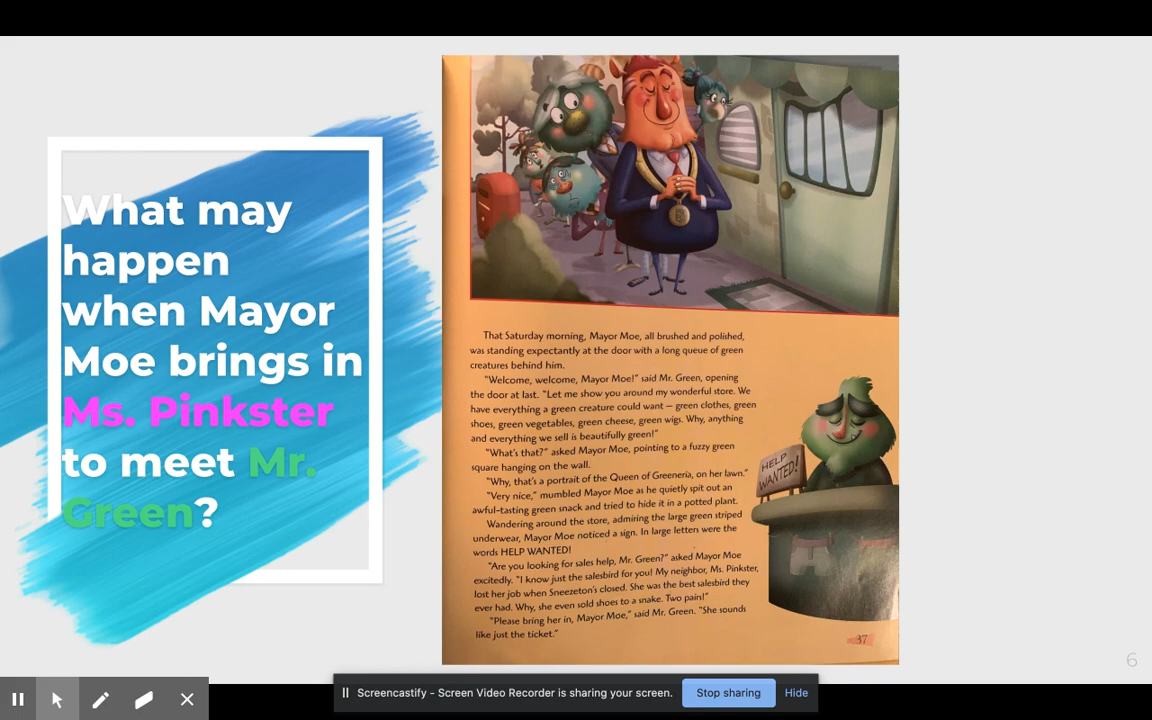 What may
happen
when Mayor
Moe brings in
Ms. Pinkster
to meet Mr.
Green?
That Saturday morning, Mayor Moe, all brushed and polished,
was standing expectantly at the door with a long queue of green
creatures behind him.
"Welcome, welcome, Mayor Moe!" said Mr. Green, opening
the door at last. "Let me show you around my wonderful store. We
have everything a green creature could want — green clothes, green
shoes, green vegetables, green cheese, green wigs. Why, anything
and everything we sell is beautifully green!"
"What's that?" asked Mayor Moe, pointing to a fuzzy green
square hanging on the wall.
"Why, that's a portrait of the Queen of Greeneria, on her lawn."
"Very nice," mumbled Mayor Moe as he quietly spit out an
awful-tasting green snack and tried to hide it in a potted plant.
Wandering around the store, admiring the large green striped
underwear, Mayor Moe noticed a sign. In large letters were the
words HELP WANTED!
"Are you looking for sales help, Mr. Green?" asked Mayor Moe
excitedly. "I know just the salesbird for you! My neighbor, Ms. Pinkster,
lost her job when Sneezeton's closed. She was the best salesbird they
ever had. Why, she even sold shoes to a snake. Two pain!"
"Please bring her in, Mayor Moe," said Mr. Green. "She sounds
like just the ticket."
HELP
WANTED!
37
6
Screencastify - Screen Video Recorder is sharing your screen.
Stop sharing
Hide